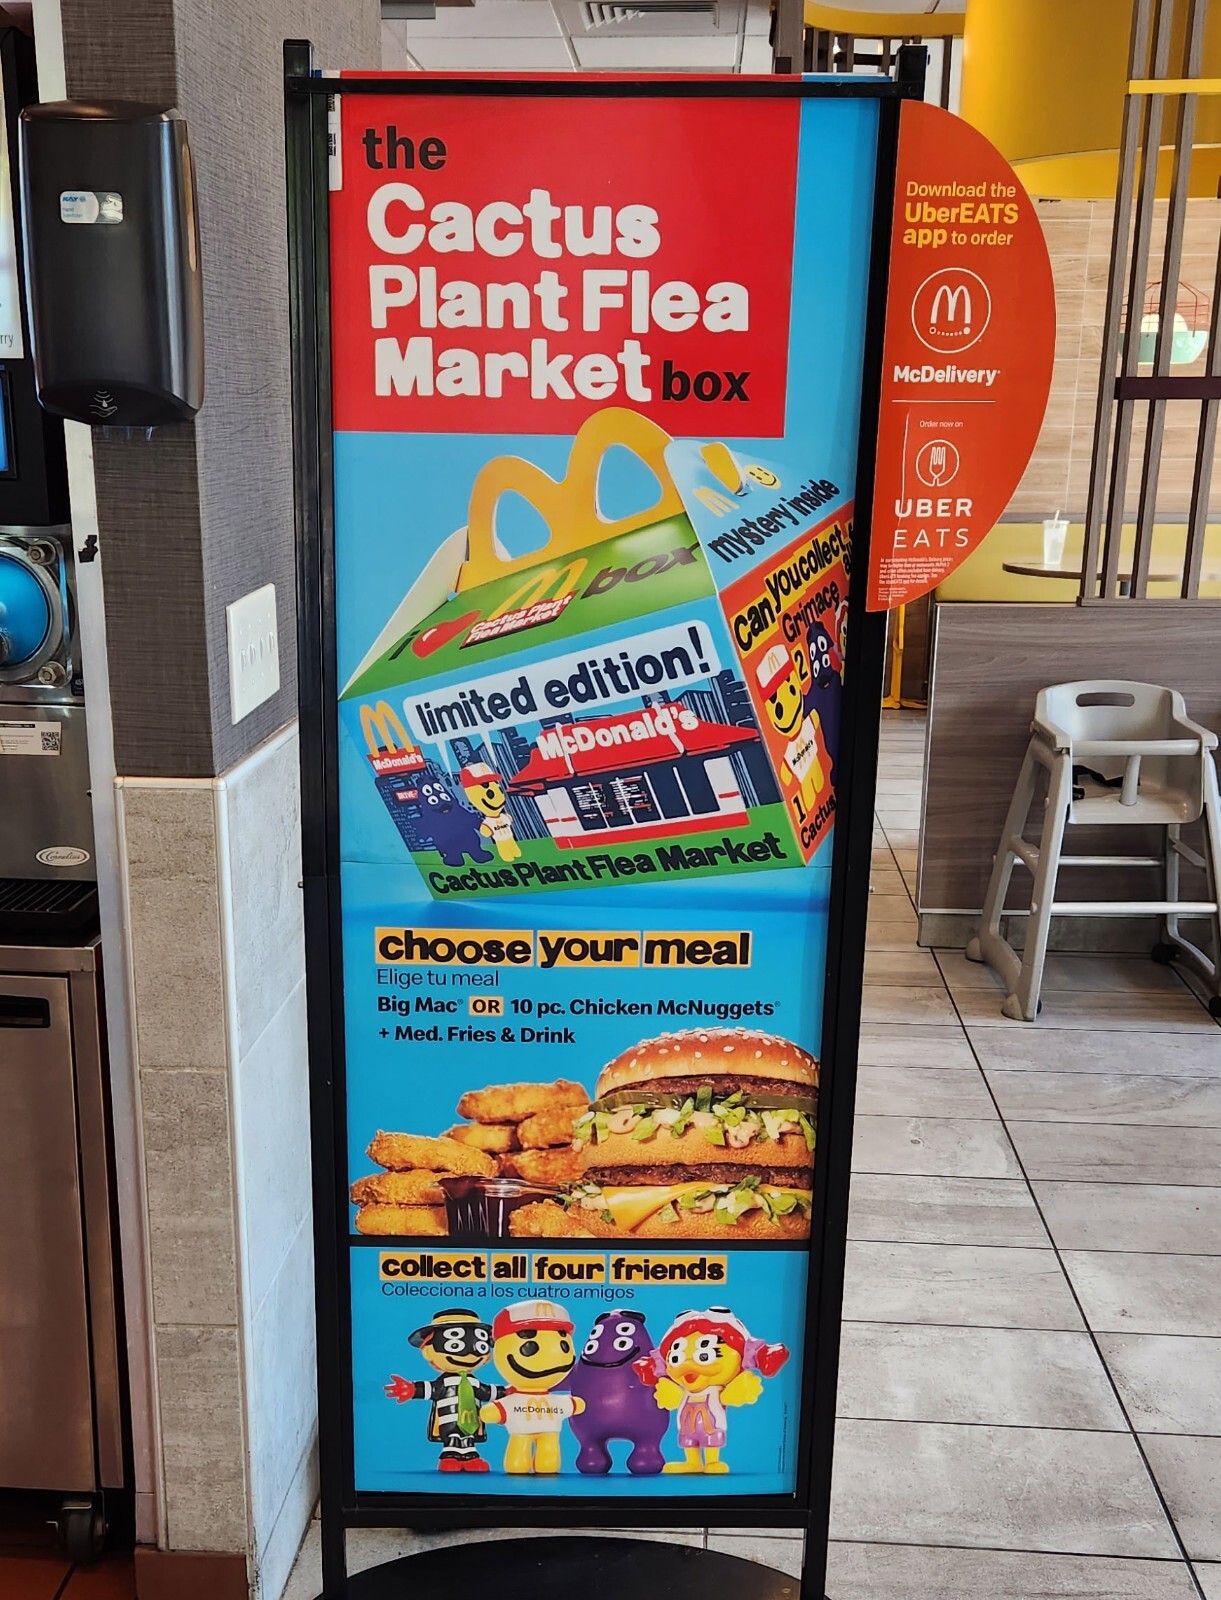 the
Cactus
Plant Flea
Market box
Download the
UberEATS
app to order
McDelivery
Order now on
UBER
EATS
mystery inside
i box
Cactus Plant
Flea Market
Can you collect
Grimace
2
limited edition!
McDonald's
McDonald's
1
Cactus
Cactus Plant Flea Market
choose your meal
Elige tu meal
Big Mac® OR 10 pc. Chicken McNuggets®
+ Med. Fries & Drink
collect all four friends
Colecciona a los cuatro amigos
McDonald's
Cornelius